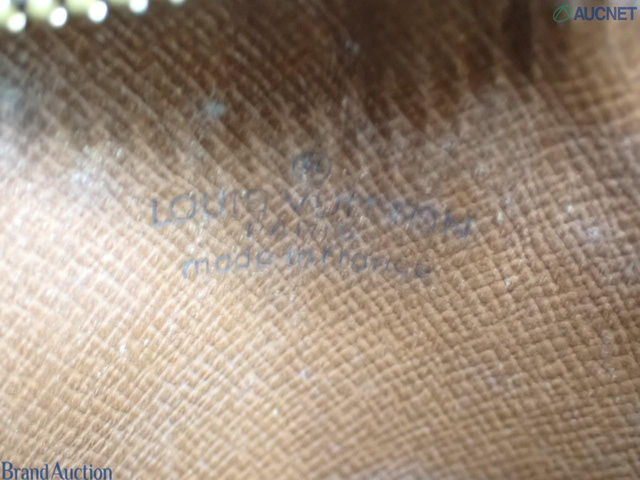 AUCNET
®
LOUIS VUITTON
PARIS
made in France
Brand Auction